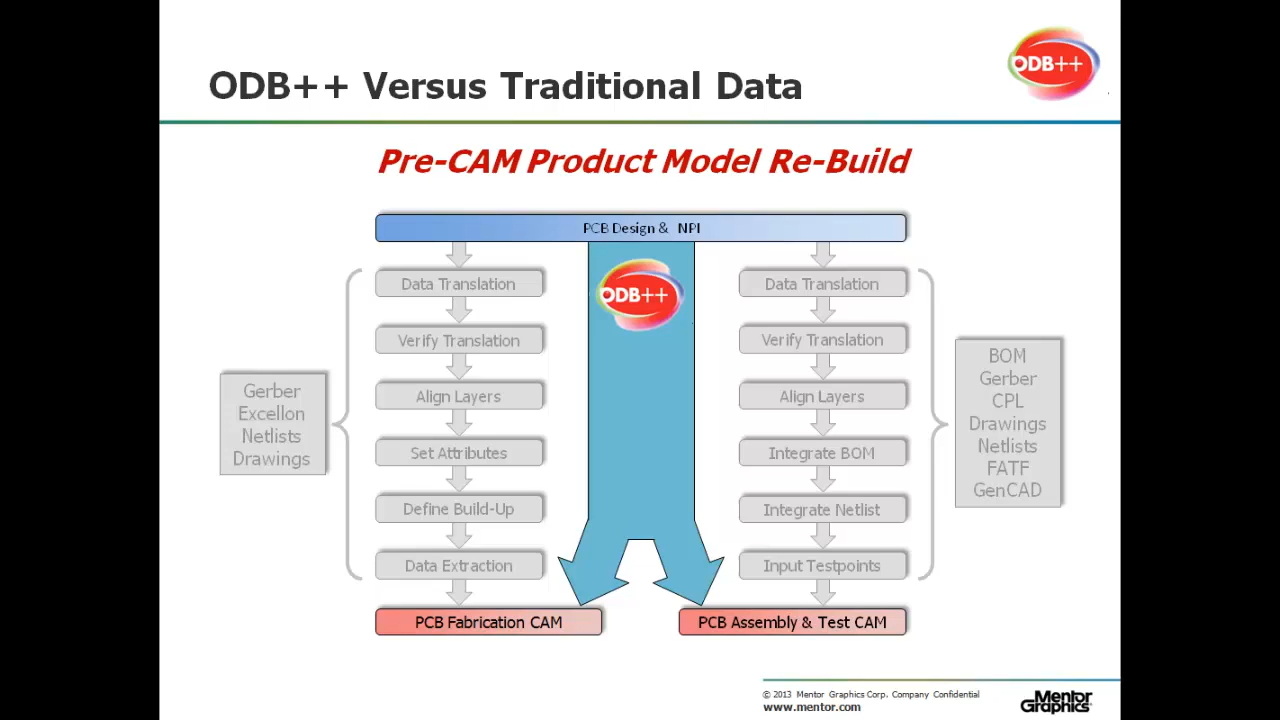 ODB++ Versus Traditional Data
ODB++
Pre-CAM Product Model Re-Build
PCB Design & NPI
ODB++
Data Translation
Verify Translation
Align Layers
Set Attributes
Define Build-Up
Data Extraction
PCB Fabrication CAM
Gerber
Excellon
Netlists
Drawings
Data Translation
Verify Translation
Align Layers
Integrate BOM
Integrate Netlist
Input Testpoints
PCB Assembly & Test CAM
BOM
Gerber
CPL
Drawings
Netlists
FATF
GenCAD
© 2013 Mentor Graphics Corp. Company Confidential
www.mentor.com
Mentor
Graphics